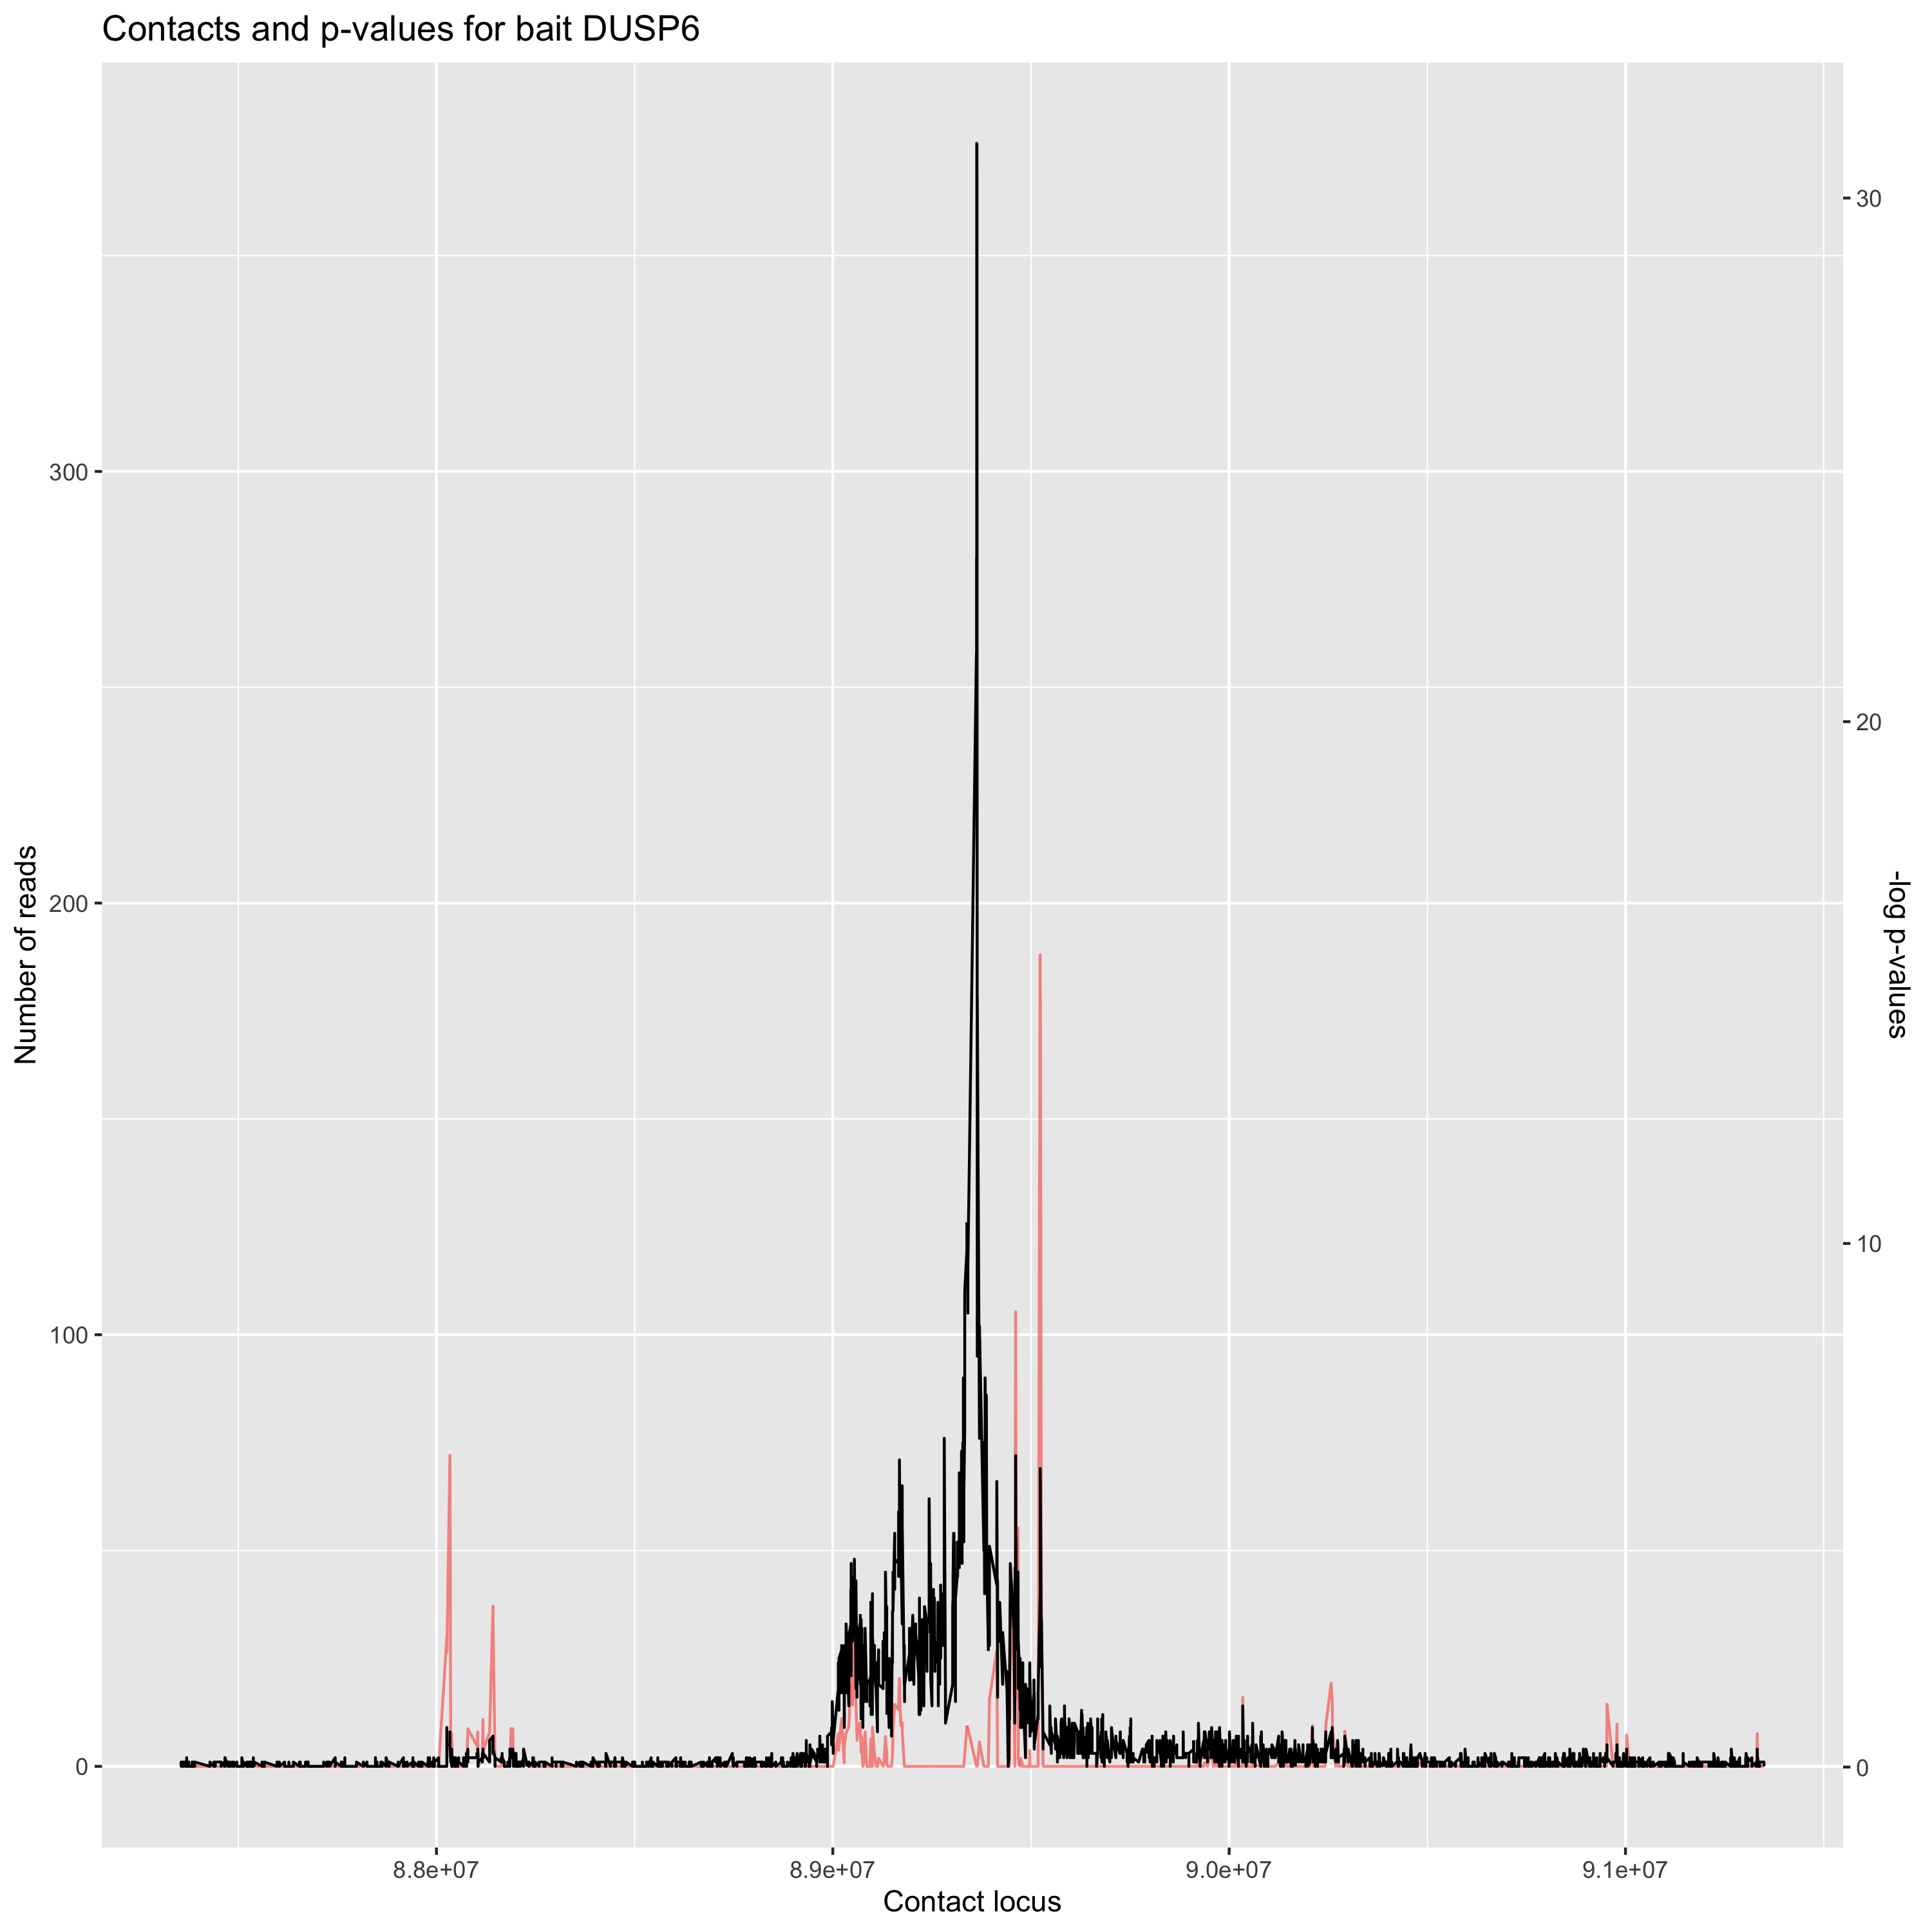 Contacts and p-values for bait DUSP6
30
300
20
200
Number of reads
-log p-values
10
100
0
0
8.8e+07
8.9e+07
9.0e+07
9.1e+07
Contact locus